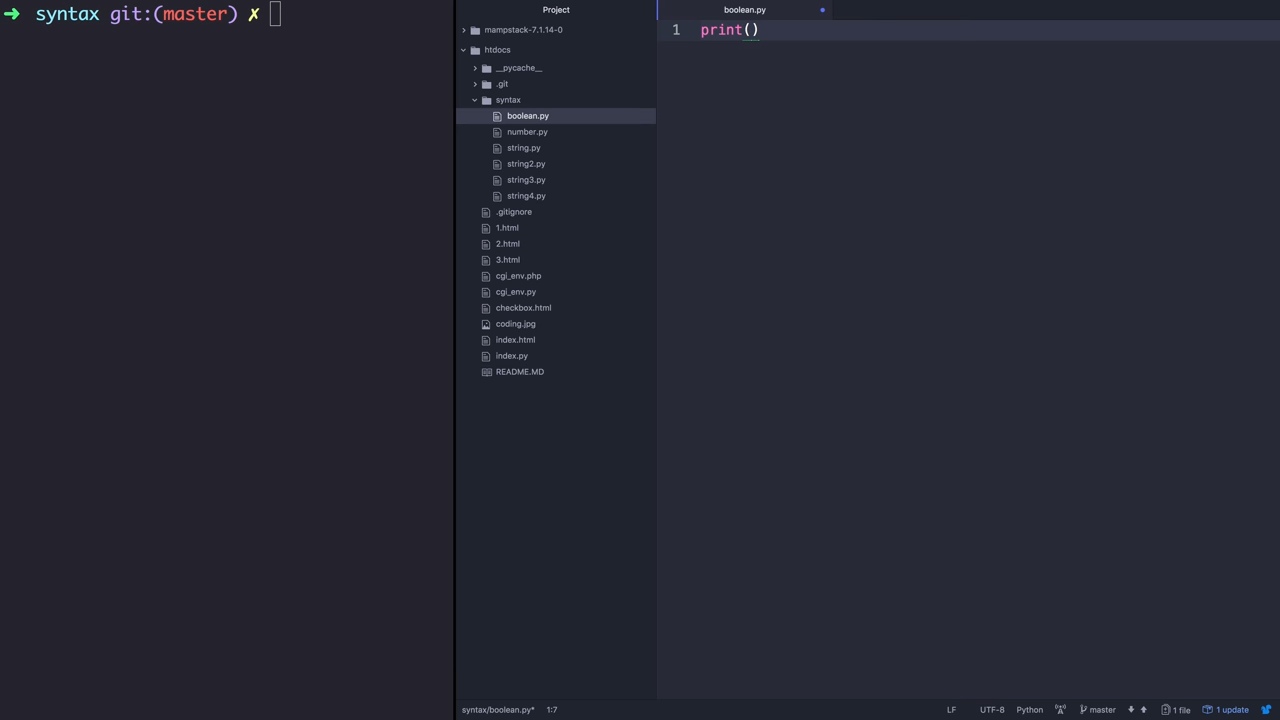 ➜ syntax git:(master) ✗
Project
mampstack-7.1.14-0
htdocs
__pycache__
.git
syntax
boolean.py
number.py
string.py
string2.py
string3.py
string4.py
.gitignore
1.html
2.html
3.html
cgi_env.php
cgi_env.py
checkbox.html
coding.jpg
index.html
index.py
README.MD
boolean.py
1 print()
syntax/boolean.py* 1:7 LF UTF-8 Python master 1 file 1 update